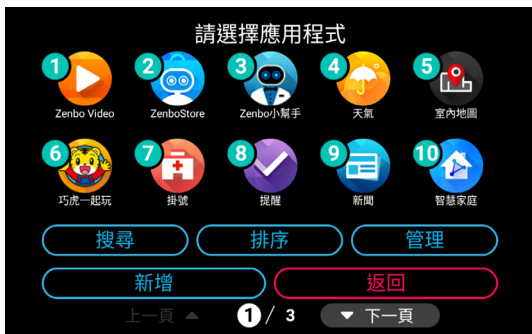 請選擇應用程式
1 2 3 4 5
Zenbo Video ZenboStore Zenbo小幫手 天氣 室內地圖
6 7 8 9 10
巧虎一起玩 掛號 提醒 新聞 智慧家庭
搜尋 排序 管理
新增 返回
上一頁 ▲ 1 / 3 ▼ 下一頁